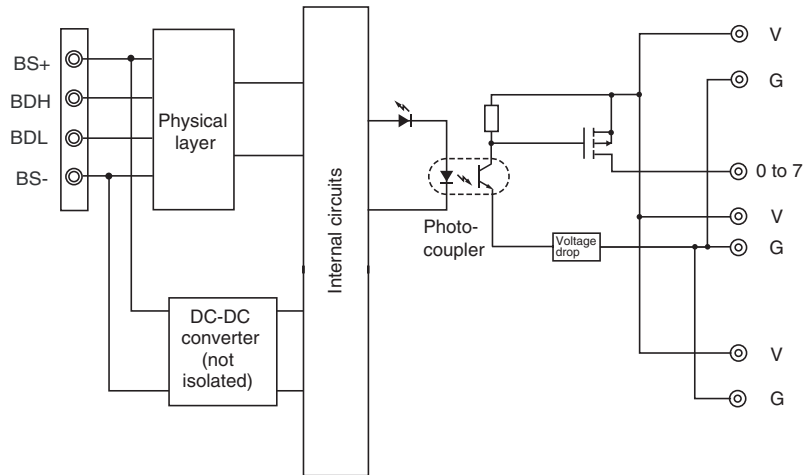 BS+
BDH
BDL
BS-
Physical
layer
DC-DC
converter
(not
isolated)
Internal circuits
Photo-
coupler
Voltage
drop
V
G
0 to 7
V
G
V
G